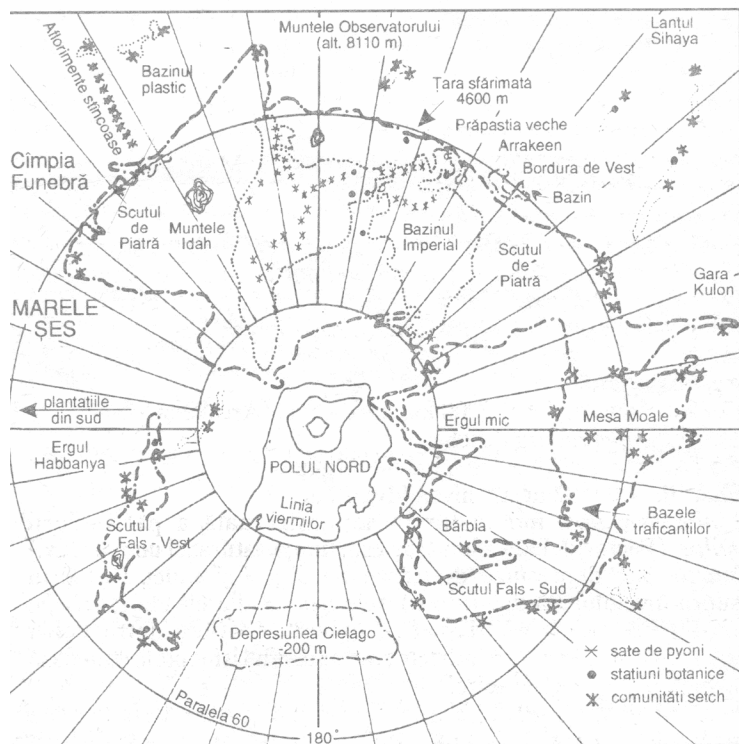 Muntele Observatorului
(alt. 8110 m)
Lantul
Sihaya
Aflorimente stîncoase
Bazinul
plastic
Țara sfărîmată
4600 m
Prăpastia veche
Arrakeen
Bordura de Vest
Bazin
Cîmpia
Funebră
Scutul
de
Piatră
Muntele
Idah
Bazinul
Imperial
Scutul
de
Piatră
Gara
Kulon
MARELE
ȘES
plantațiile
din sud
Ergul mic
Mesa Moale
Ergul
Habbanya
POLUL NORD
Linia
viermilor
Bazele
traficantilor
Scutul
Fals - Vest
Bărbia
Scutul Fals - Sud
Depresiunea Cielago
-200 m
sate de pyoni
stațiuni botanice
comunităti setch
Paralela 60
180°